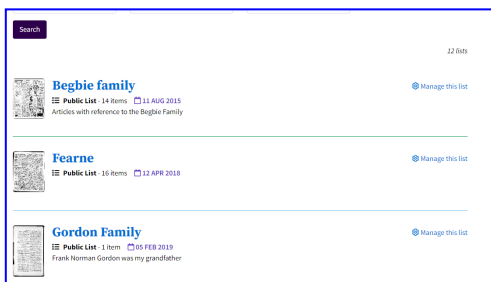 Search
12 lists
Begbie family
Manage this list
Public List - 14 items 11 AUG 2015
Articles with reference to the Begbie Family
Fearne
Manage this list
Public List - 16 items 12 APR 2018
Gordon Family
Manage this list
Public List - 1 item 05 FEB 2019
Frank Norman Gordon was my grandfather